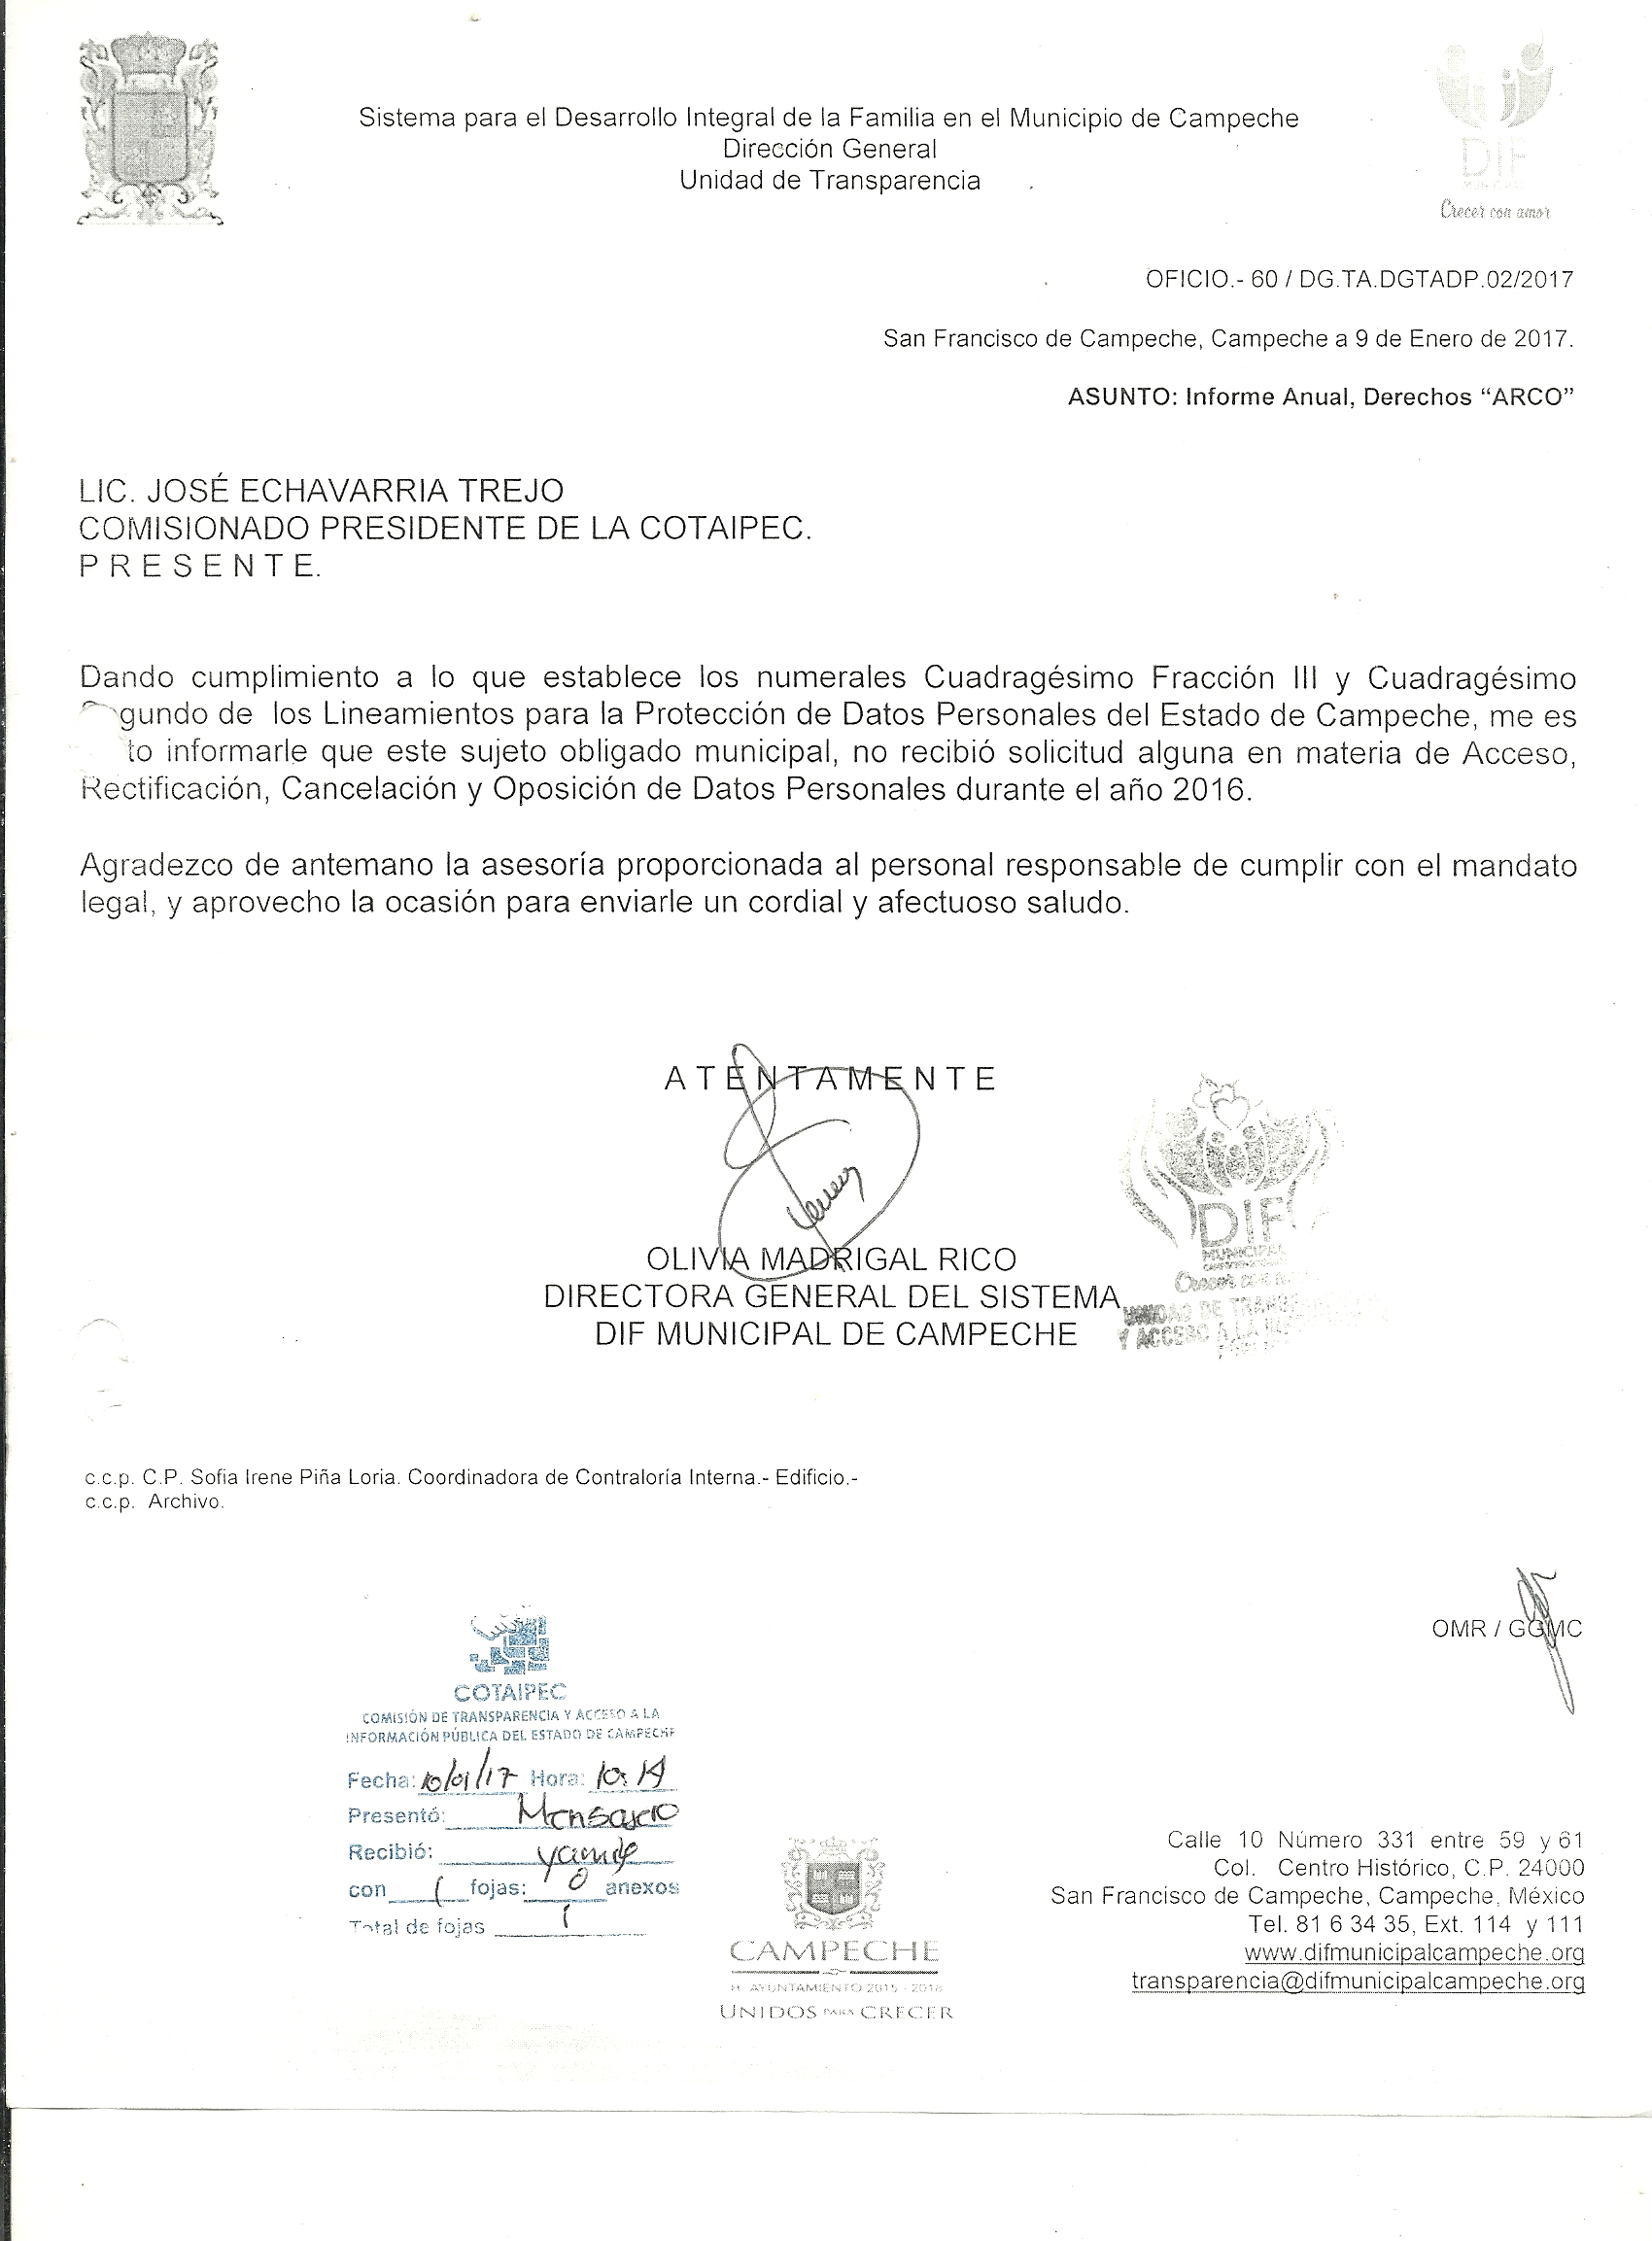 Sistema para el Desarrollo Integral de la Familia en el Municipio de Campeche
Dirección General
Unidad de Transparencia
DIF
MUNICIPAL
Crecer con amor
OFICIO.- 60 / DG.TA.DGTADP.02/2017
San Francisco de Campeche, Campeche a 9 de Enero de 2017.
ASUNTO: Informe Anual, Derechos “ARCO”
LIC. JOSÉ ECHAVARRIA TREJO
COMISIONADO PRESIDENTE DE LA COTAIPEC.
P R E S E N T E.
Dando cumplimiento a lo que establece los numerales Cuadragésimo Fracción III y Cuadragésimo
gundo de los Lineamientos para la Protección de Datos Personales del Estado de Campeche, me es
to informarle que este sujeto obligado municipal, no recibió solicitud alguna en materia de Acceso,
Rectificación, Cancelación y Oposición de Datos Personales durante el año 2016.
Agradezco de antemano la asesoría proporcionada al personal responsable de cumplir con el mandato
legal, y aprovecho la ocasión para enviarle un cordial y afectuoso saludo.
A T E N T A M E N T E
OLIVIA MADRIGAL RICO
DIRECTORA GENERAL DEL SISTEMA
DIF MUNICIPAL DE CAMPECHE
DIF
MUNICIPAL
Crecer con
UNIDAD DE
Y ACCESO A LA
c.c.p. C.P. Sofia Irene Piña Loria. Coordinadora de Contraloría Interna.- Edificio.-
c.c.p. Archivo.
OMR / GGMC
COTAIPEC
COMISIÓN DE TRANSPARENCIA Y ACCESO A LA
INFORMACIÓN PÚBLICA DEL ESTADO DE CAMPECHE
Fecha: 10/01/17 Hora: 10:14
Presentó:
Recibió:
con 1 fojas: 0 anexos
Total de fojas 1
CAMPECHE
H. AYUNTAMIENTO 2015 - 2018
UNIDOS PARA CRECER
Calle 10 Número 331 entre 59 y 61
Col. Centro Histórico, C.P. 24000
San Francisco de Campeche, Campeche, México
Tel. 81 6 34 35, Ext. 114 y 111
www.difmunicipalcampeche.org
transparencia@difmunicipalcampeche.org